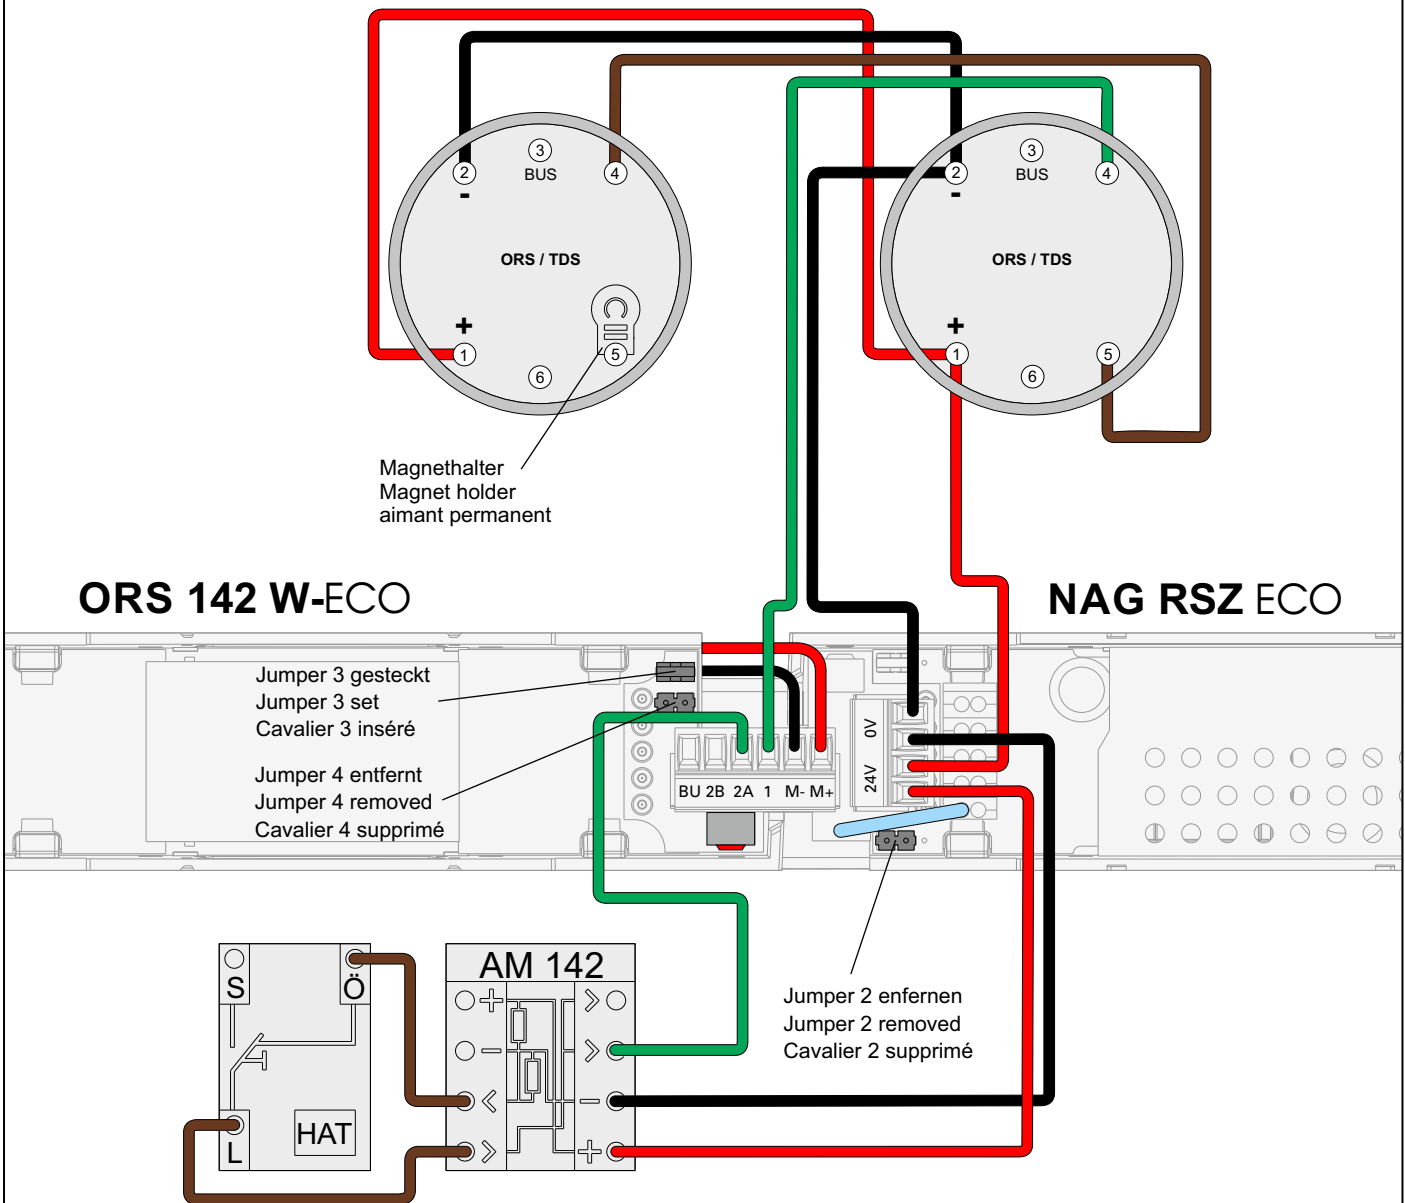 3
BUS
2
4
-
ORS / TDS
+
1
5
6
3
BUS
2
4
-
ORS / TDS
+
1
5
6
Magnethalter
Magnet holder
aimant permanent
ORS 142 W-ECO
NAG RSZ ECO
Jumper 3 gesteckt
Jumper 3 set
Cavalier 3 inséré
Jumper 4 entfernt
Jumper 4 removed
Cavalier 4 supprimé
BU 2B 2A 1 M- M+
0V
24V
Jumper 2 enfernen
Jumper 2 removed
Cavalier 2 supprimé
S
Ö
L
HAT
AM 142
+ >
- >
< -
> +